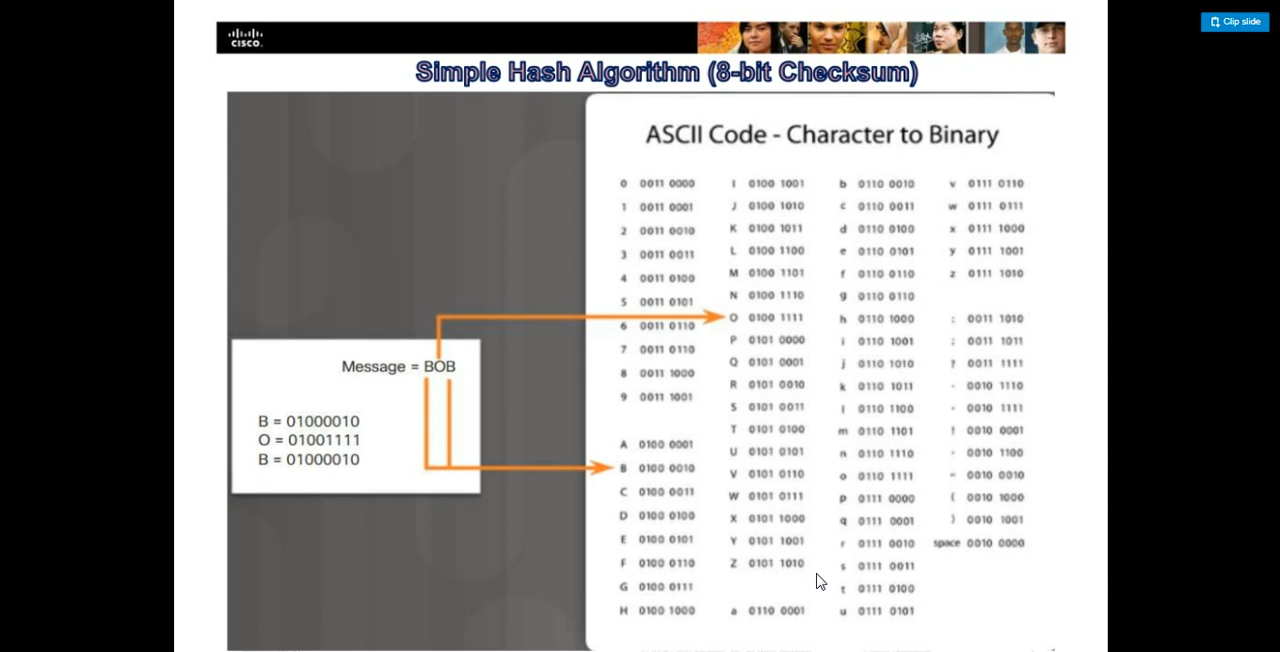 Clip slide
CISCO.
Simple Hash Algorithm (8-bit Checksum)
Message = BOB
B = 01000010
O = 01001111
B = 01000010
ASCII Code - Character to Binary
0 0011 0000
1 0011 0001
2 0011 0010
3 0011 0011
4 0011 0100
5 0011 0101
6 0011 0110
7 0011 0110
8 0011 1000
9 0011 1001
A 0100 0001
B 0100 0010
C 0100 0011
D 0100 0100
E 0100 0101
F 0100 0110
G 0100 0111
H 0100 1000
I 0100 1001
J 0100 1010
K 0100 1011
L 0100 1100
M 0100 1101
N 0100 1110
O 0100 1111
P 0101 0000
Q 0101 0001
R 0101 0010
S 0101 0011
T 0101 0100
U 0101 0101
V 0101 0110
W 0101 0111
X 0101 1000
Y 0101 1001
Z 0101 1010
a 0110 0001
b 0110 0010
c 0110 0011
d 0110 0100
e 0110 0101
f 0110 0110
g 0110 0110
h 0110 1000
i 0110 1001
j 0110 1010
k 0110 1011
l 0110 1100
m 0110 1101
n 0110 1110
o 0110 1111
p 0111 0000
q 0111 0001
r 0111 0010
s 0111 0011
t 0111 0100
u 0111 0101
v 0111 0110
w 0111 0111
x 0111 1000
y 0111 1001
z 0111 1010
: 0011 1010
; 0011 1011
? 0011 1111
0010 1110
0010 1111
! 0010 0001
0010 1100
0010 0010
( 0010 1000
) 0010 1001
space 0010 0000